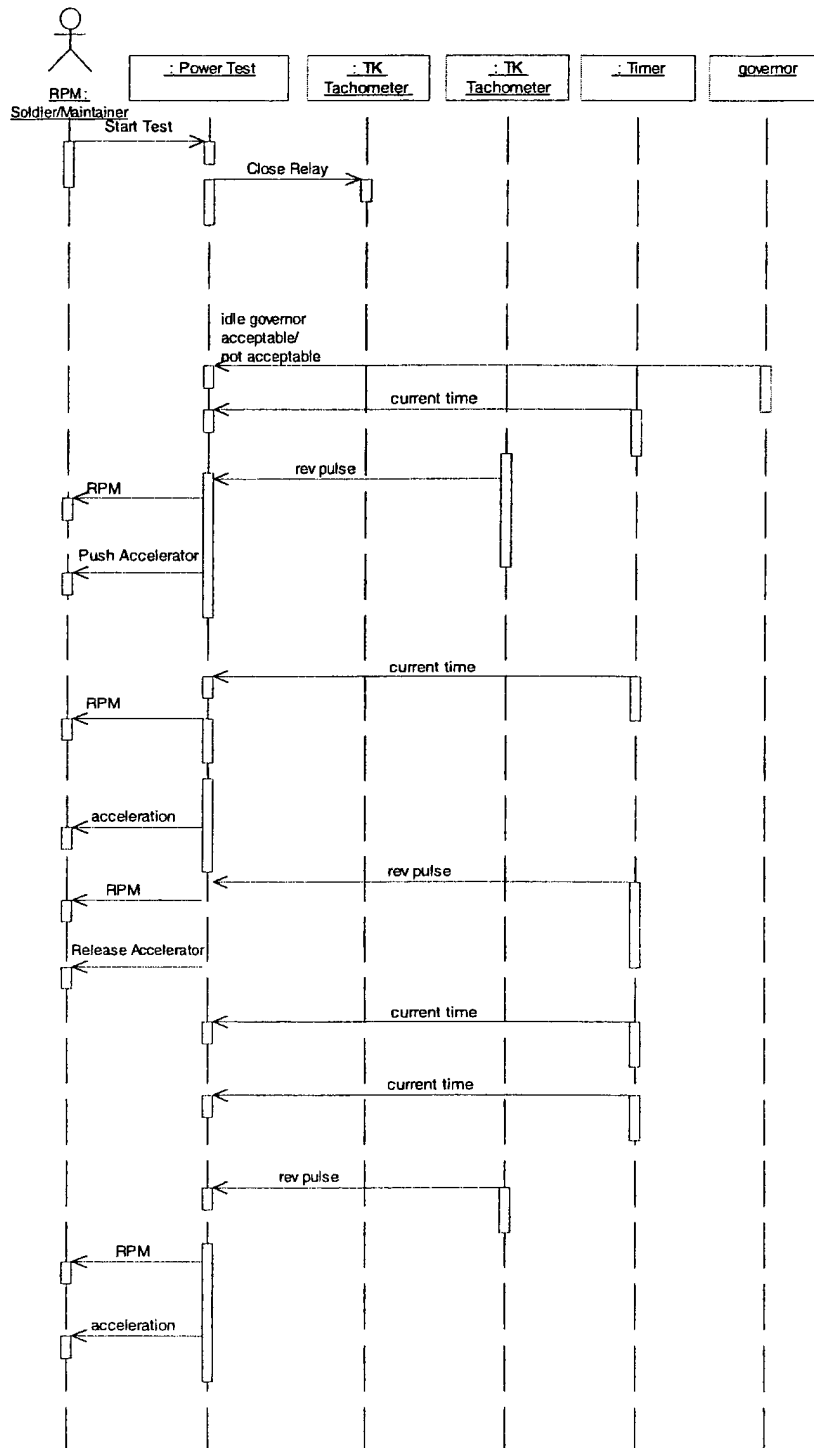 : Power Test
: TK
Tachometer
: TK
Tachometer
: Timer
governor
RPM :
Soldier/Maintainer
Start Test
Close Relay
idle governor
acceptable/
not acceptable
current time
rev pulse
RPM
Push Accelerator
current time
RPM
acceleration
rev pulse
RPM
Release Accelerator
current time
current time
rev pulse
RPM
acceleration